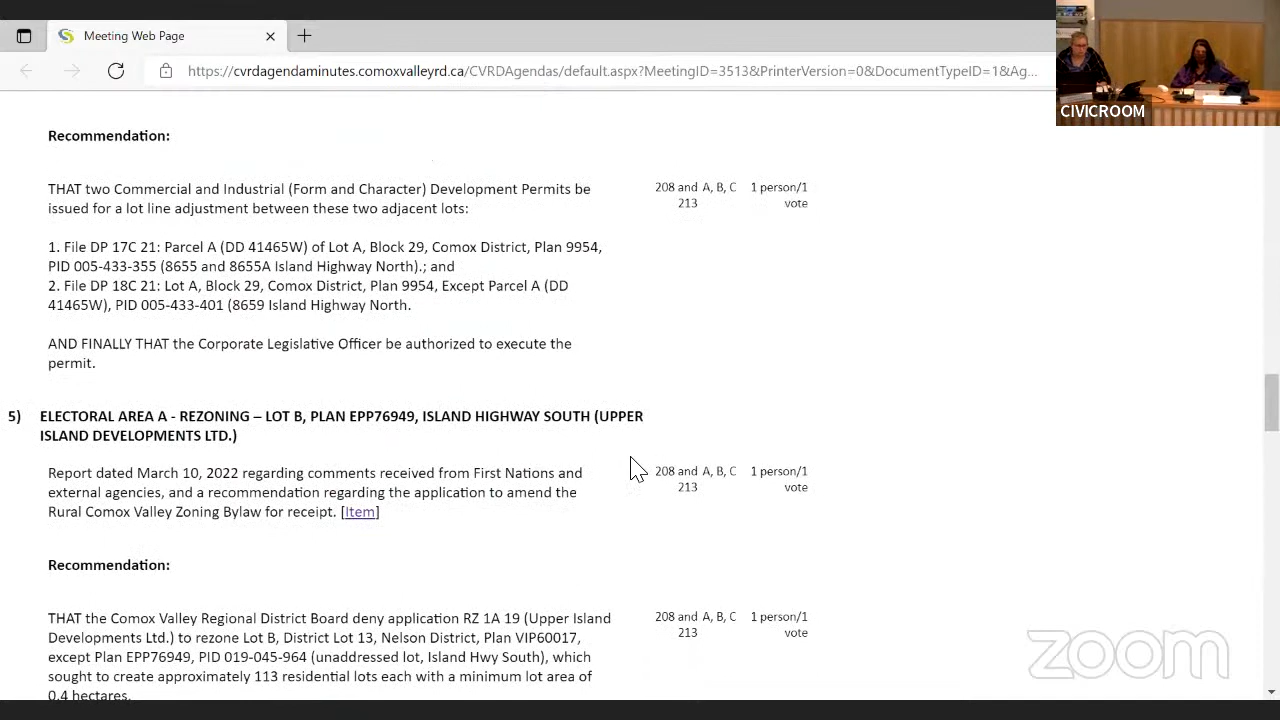 Meeting Web Page
https://cvrdagendaminutes.comoxvalleyrd.ca/CVRDAgendas/default.aspx?MeetingID=3513&PrinterVersion=0&DocumentTypeID=1&Ag...
CIVICROOM
Recommendation:
THAT two Commercial and Industrial (Form and Character) Development Permits be 208 and A, B, C 1 person/1
issued for a lot line adjustment between these two adjacent lots: 213 vote
1. File DP 17C 21: Parcel A (DD 41465W) of Lot A, Block 29, Comox District, Plan 9954,
PID 005-433-355 (8655 and 8655A Island Highway North).; and
2. File DP 18C 21: Lot A, Block 29, Comox District, Plan 9954, Except Parcel A (DD
41465W), PID 005-433-401 (8659 Island Highway North.
AND FINALLY THAT the Corporate Legislative Officer be authorized to execute the
permit.
5) ELECTORAL AREA A - REZONING – LOT B, PLAN EPP76949, ISLAND HIGHWAY SOUTH (UPPER
ISLAND DEVELOPMENTS LTD.)
Report dated March 10, 2022 regarding comments received from First Nations and 208 and A, B, C 1 person/1
external agencies, and a recommendation regarding the application to amend the 213 vote
Rural Comox Valley Zoning Bylaw for receipt. [Item]
Recommendation:
THAT the Comox Valley Regional District Board deny application RZ 1A 19 (Upper Island 208 and A, B, C 1 person/1
Developments Ltd.) to rezone Lot B, District Lot 13, Nelson District, Plan VIP60017, 213 vote
except Plan EPP76949, PID 019-045-964 (unaddressed lot, Island Hwy South), which
sought to create approximately 113 residential lots each with a minimum lot area of
0.4 hectares.
zoom